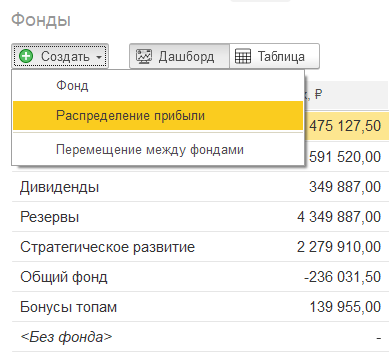 Фонды
Создать Дашборд Таблица
Фонд
, ₽
Распределение прибыли 475 127,50
Перемещение между фондами 591 520,00
Дивиденды 349 887,00
Резервы 4 349 887,00
Стратегическое развитие 2 279 910,00
Общий фонд -236 031,50
Бонусы топам 139 955,00
<Без фонда> -